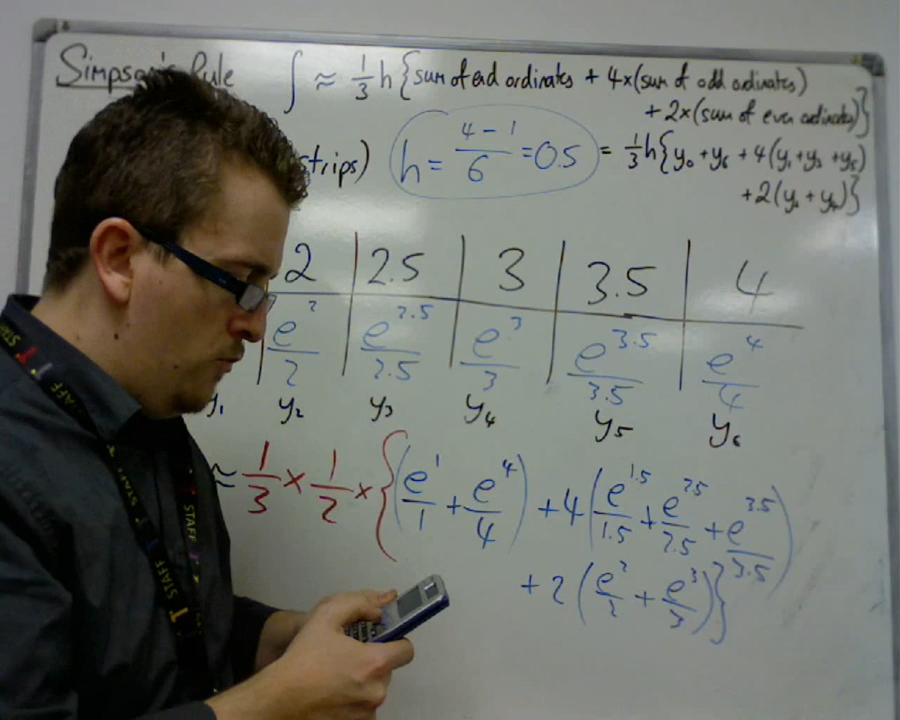 Simpson's Rule ∫ ≈ 1/3 h { sum of end ordinates + 4×(sum of odd ordinates)
+ 2×(sum of even ordinates) }
strips) h = (4 − 1)/6 = 0.5 = 1/3 h { y₀ + y₆ + 4(y₁ + y₃ + y₅)
+ 2(y₂ + y₄) }
2 | 2.5 | 3 | 3.5 | 4
e²/2 | e^2.5/2.5 | e³/3 | e^3.5/3.5 | e⁴/4
y₁ y₂ y₃ y₄ y₅ y₆
≈ 1/3 × 1/2 × { (e¹/1 + e⁴/4) + 4(e^1.5/1.5 + e^2.5/2.5 + e^3.5/3.5)
+ 2(e²/2 + e³/3) }
STAFF
STAFF
STAFF
STAFF